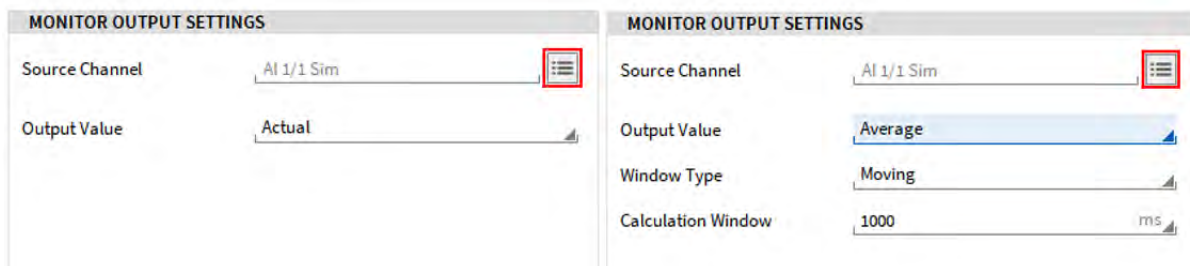 MONITOR OUTPUT SETTINGS
Source Channel AI 1/1 Sim
Output Value Actual
MONITOR OUTPUT SETTINGS
Source Channel AI 1/1 Sim
Output Value Average
Window Type Moving
Calculation Window 1000 ms